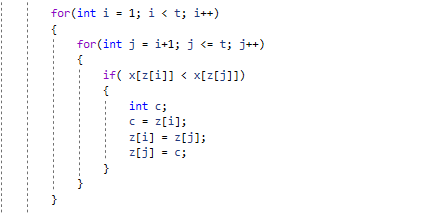 for(int i = 1; i < t; i++)
{
for(int j = i+1; j <= t; j++)
{
if( x[z[i]] < x[z[j]])
{
int c;
c = z[i];
z[i] = z[j];
z[j] = c;
}
}
}